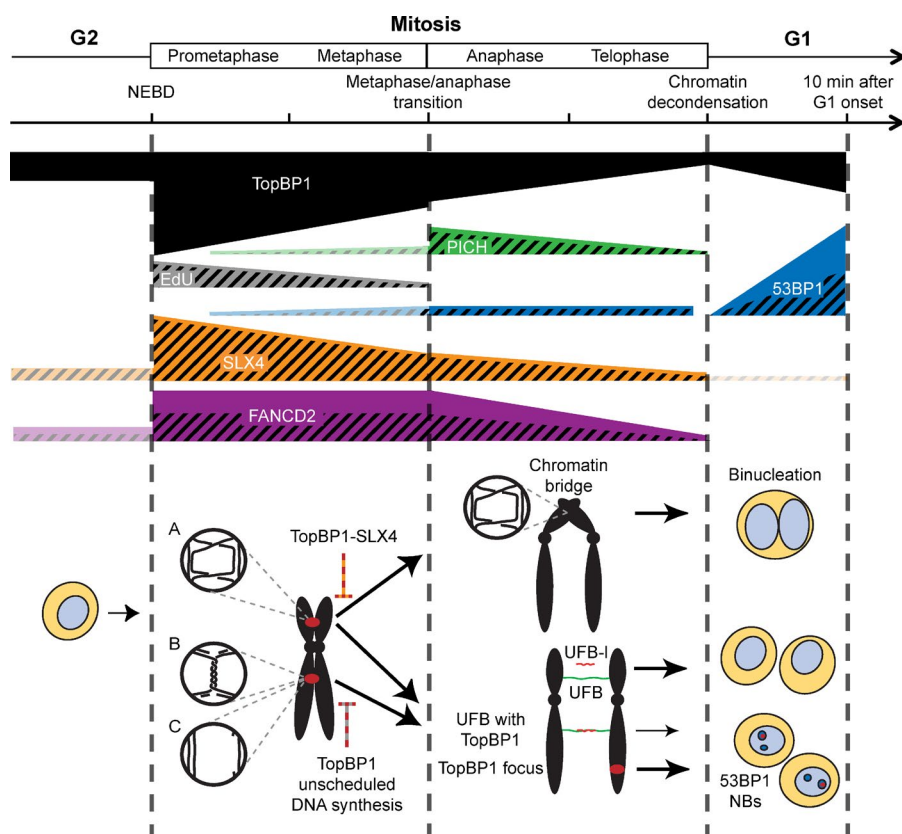 G2
Mitosis
G1
Prometaphase
Metaphase
Anaphase
Telophase
NEBD
Metaphase/anaphase
transition
Chromatin
decondensation
10 min after
G1 onset
TopBP1
PICH
EdU
53BP1
SLX4
FANCD2
Chromatin
bridge
Binucleation
A
TopBP1-SLX4
B
C
TopBP1
unscheduled
DNA synthesis
UFB-I
UFB
UFB with
TopBP1
TopBP1 focus
53BP1
NBs